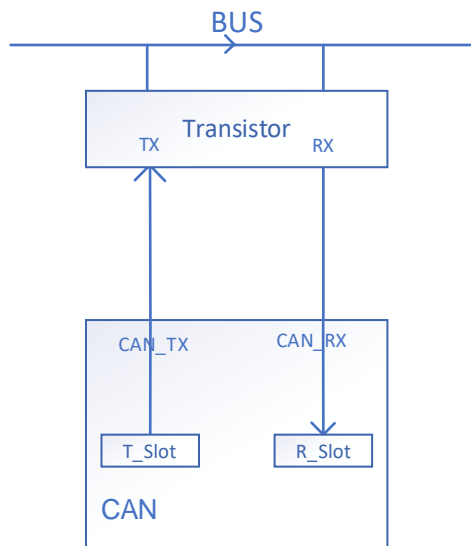 BUS
Transistor
TX
RX
CAN_TX
CAN_RX
T_Slot
R_Slot
CAN